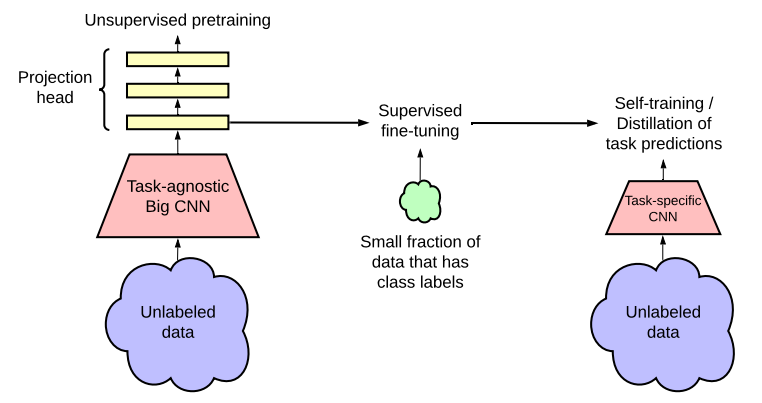 Unsupervised pretraining
Projection
head
Task-agnostic
Big CNN
Unlabeled
data
Supervised
fine-tuning
Small fraction of
data that has
class labels
Self-training /
Distillation of
task predictions
Task-specific
CNN
Unlabeled
data